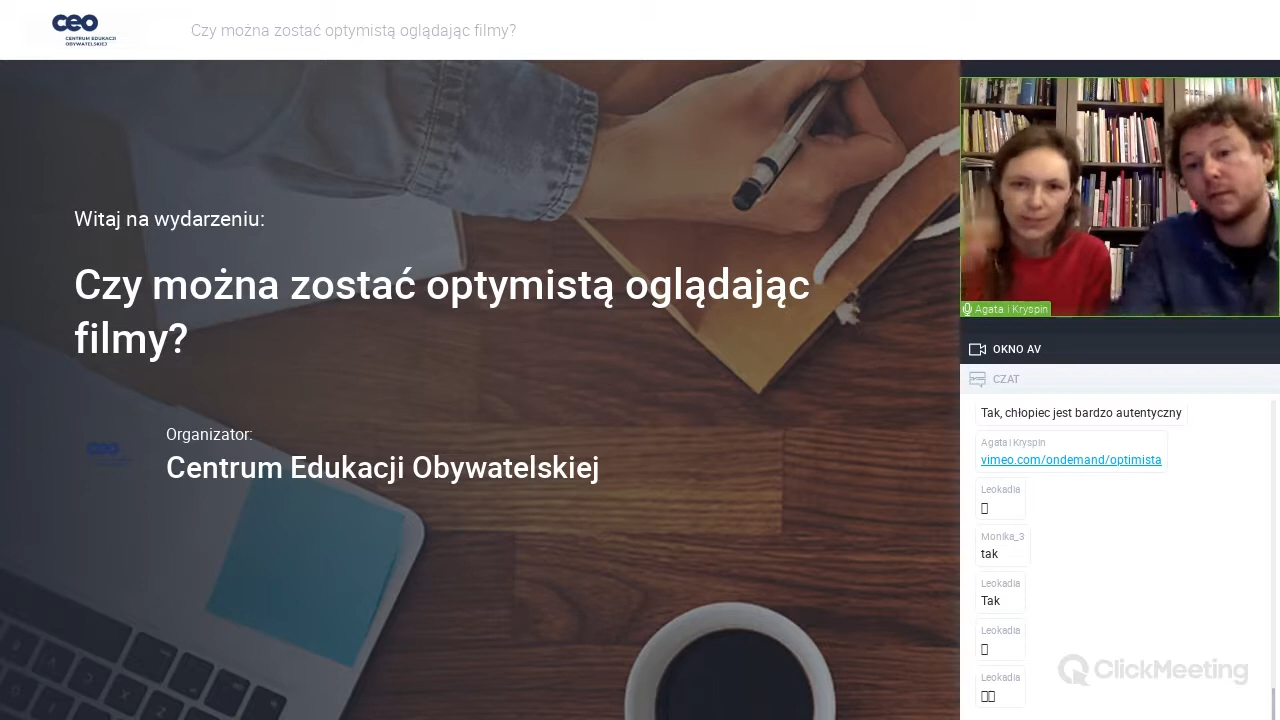 ceo
CENTRUM EDUKACJI
OBYWATELSKIEJ
Czy można zostać optymistą oglądając filmy?
Witaj na wydarzeniu:
Czy można zostać optymistą oglądając
filmy?
Organizator:
Centrum Edukacji Obywatelskiej
Agata i Kryspin
OKNO AV
CZAT
Tak, chłopiec jest bardzo autentyczny
Agata i Kryspin
vimeo.com/ondemand/optimista
Leokadia
Monika_3
tak
Leokadia
Tak
Leokadia
Leokadia
ClickMeeting